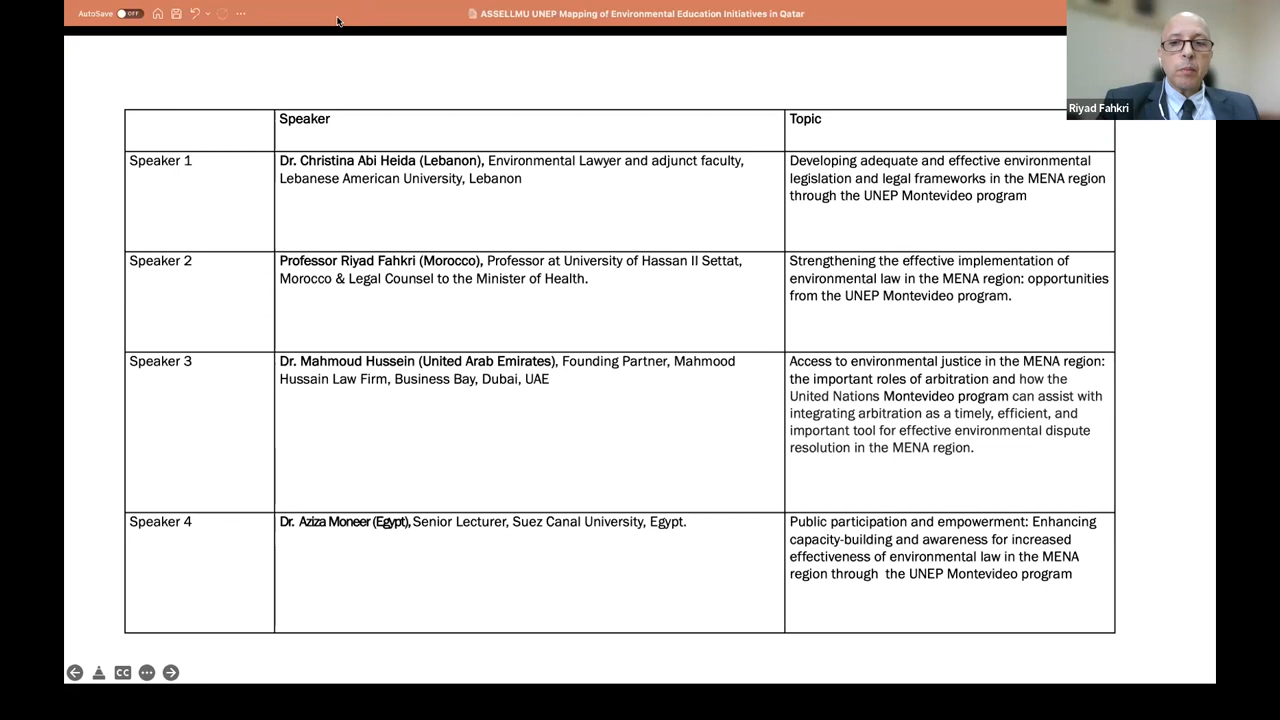 AutoSave OFF
ASSELLMU UNEP Mapping of Environmental Education Initiatives in Qatar
Riyad Fahkri
Speaker
Topic
Speaker 1
Dr. Christina Abi Heida (Lebanon), Environmental Lawyer and adjunct faculty,
Lebanese American University, Lebanon
Developing adequate and effective environmental
legislation and legal frameworks in the MENA region
through the UNEP Montevideo program
Speaker 2
Professor Riyad Fahkri (Morocco), Professor at University of Hassan II Settat,
Morocco & Legal Counsel to the Minister of Health.
Strengthening the effective implementation of
environmental law in the MENA region: opportunities
from the UNEP Montevideo program.
Speaker 3
Dr. Mahmoud Hussein (United Arab Emirates), Founding Partner, Mahmood
Hussain Law Firm, Business Bay, Dubai, UAE
Access to environmental justice in the MENA region:
the important roles of arbitration and how the
United Nations Montevideo program can assist with
integrating arbitration as a timely, efficient, and
important tool for effective environmental dispute
resolution in the MENA region.
Speaker 4
Dr. Aziza Moneer (Egypt), Senior Lecturer, Suez Canal University, Egypt.
Public participation and empowerment: Enhancing
capacity-building and awareness for increased
effectiveness of environmental law in the MENA
region through the UNEP Montevideo program
CC